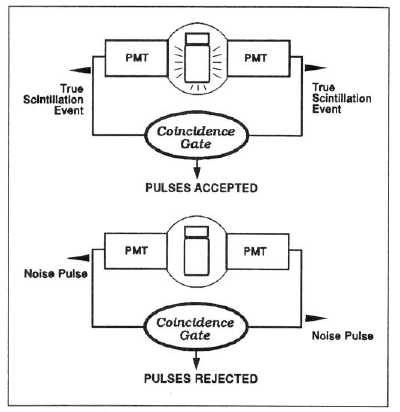 PMT
PMT
True
Scintillation
Event
True
Scintillation
Event
Coincidence
Gate
PULSES ACCEPTED
PMT
PMT
Noise Pulse
Coincidence
Gate
Noise Pulse
PULSES REJECTED